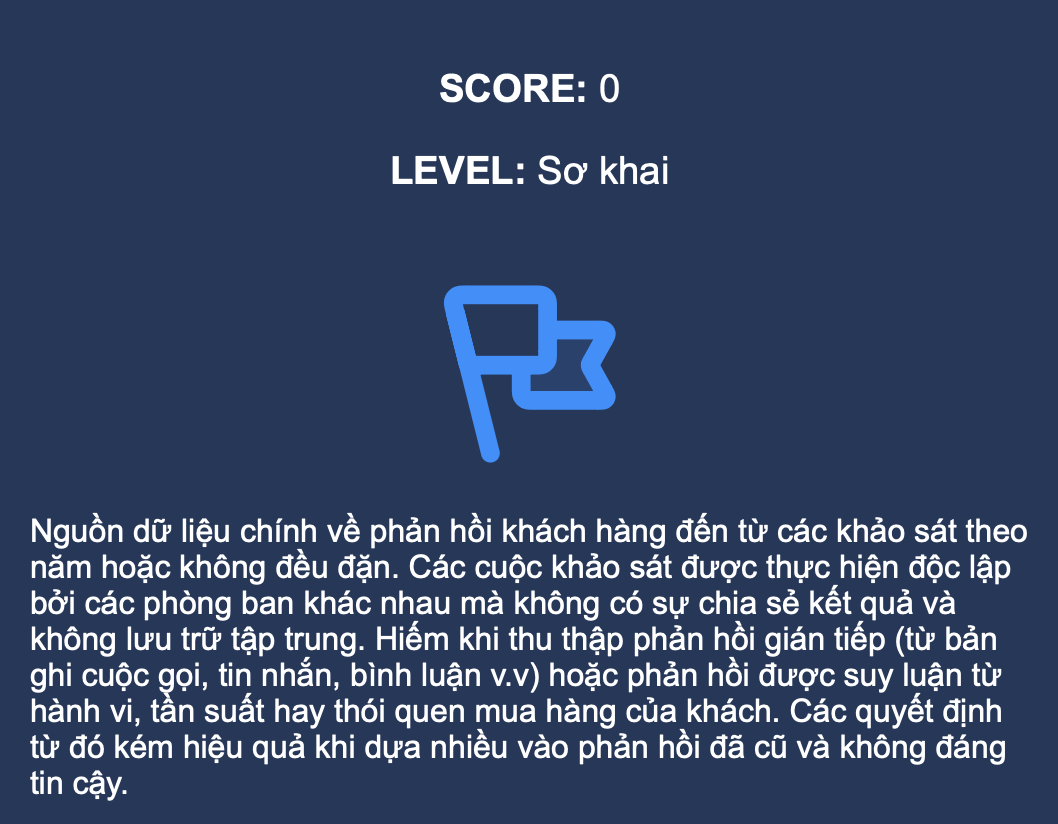 SCORE: 0
LEVEL: Sơ khai
Nguồn dữ liệu chính về phản hồi khách hàng đến từ các khảo sát theo
năm hoặc không đều đặn. Các cuộc khảo sát được thực hiện độc lập
bởi các phòng ban khác nhau mà không có sự chia sẻ kết quả và
không lưu trữ tập trung. Hiếm khi thu thập phản hồi gián tiếp (từ bản
ghi cuộc gọi, tin nhắn, bình luận v.v) hoặc phản hồi được suy luận từ
hành vi, tần suất hay thói quen mua hàng của khách. Các quyết định
từ đó kém hiệu quả khi dựa nhiều vào phản hồi đã cũ và không đáng
tin cậy.